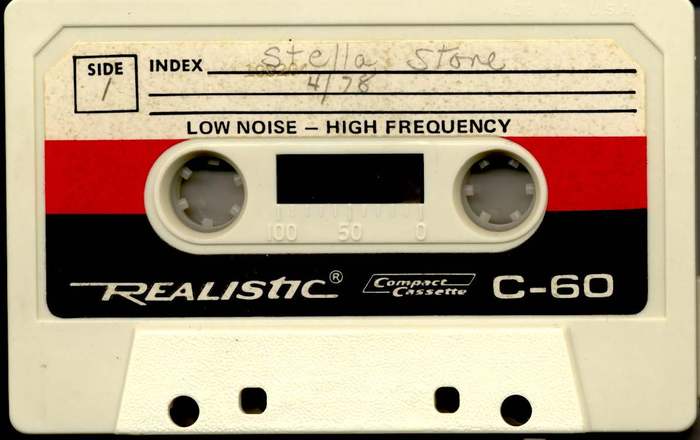 SIDE 1
INDEX Stella Stone
4/78
LOW NOISE — HIGH FREQUENCY
100 50 0
REALISTIC® Compact Cassette C-60